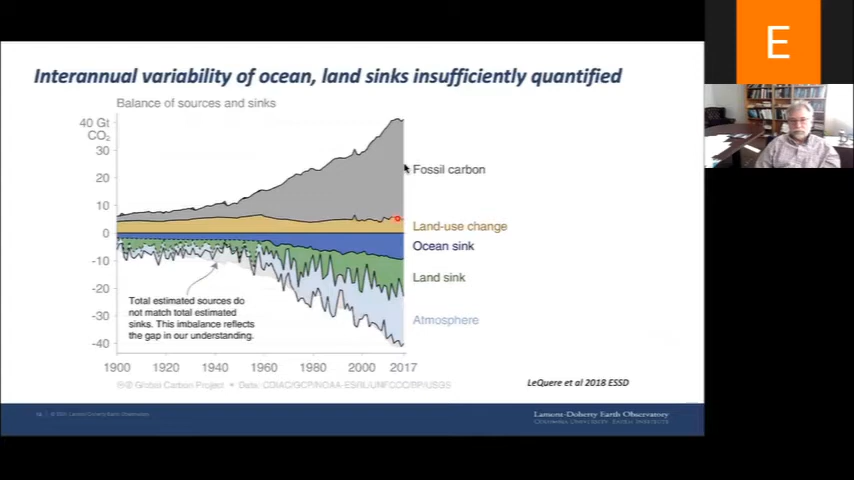 E
Interannual variability of ocean, land sinks insufficiently quantified
Balance of sources and sinks
40 Gt
CO₂
30
20
10
0
-10
-20
-30
-40
Fossil carbon
Land-use change
Ocean sink
Land sink
Atmosphere
Total estimated sources do
not match total estimated
sinks. This imbalance reflects
the gap in our understanding.
1900 1920 1940 1960 1980 2000 2017
Global Carbon Project • Data: CDIAC/GCP/NOAA-ESRL/UNFCCC/BP/USGS
LeQuere et al 2018 ESSD
Lamont-Doherty Earth Observatory
Columbia University Earth Institute